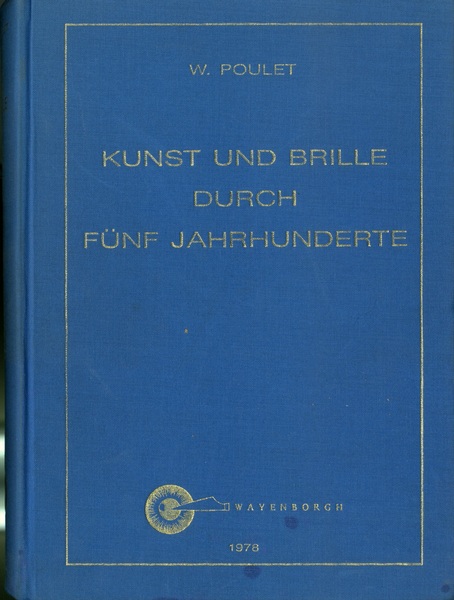 W. POULET
KUNST UND BRILLE
DURCH
FÜNF JAHRHUNDERTE
WAYENBORGH
1978